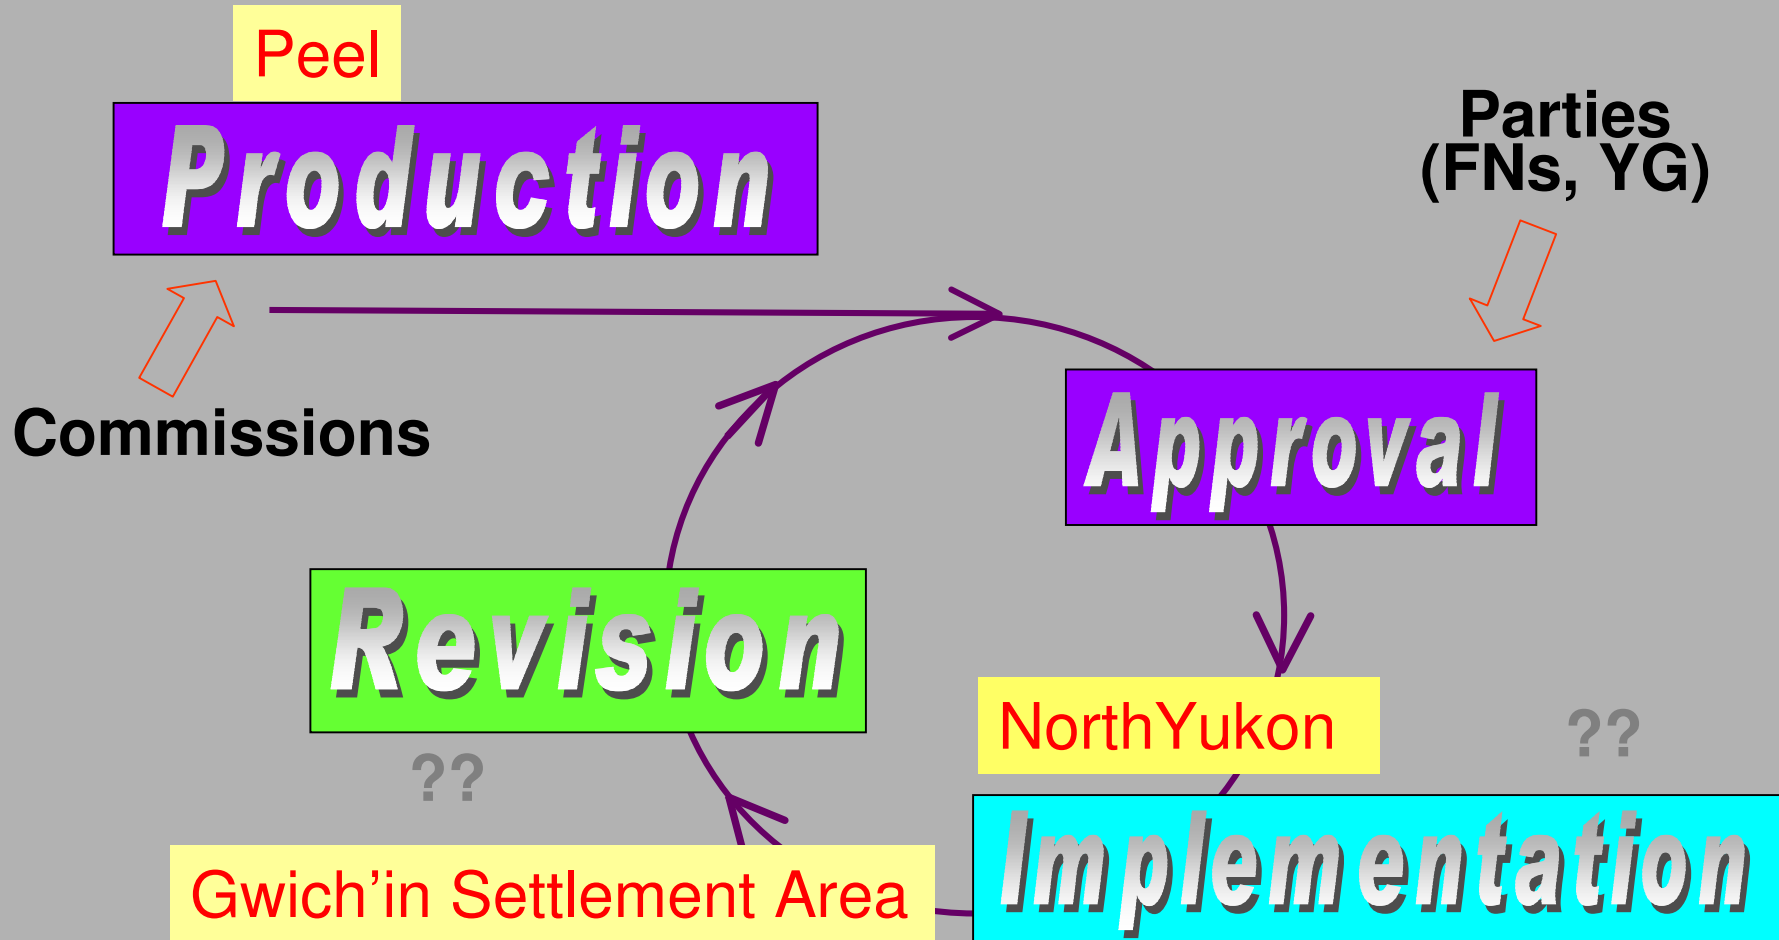 Peel
Production
Parties
(FNs, YG)
Commissions
Approval
Revision
NorthYukon
??
??
Implementation
Gwich’in Settlement Area